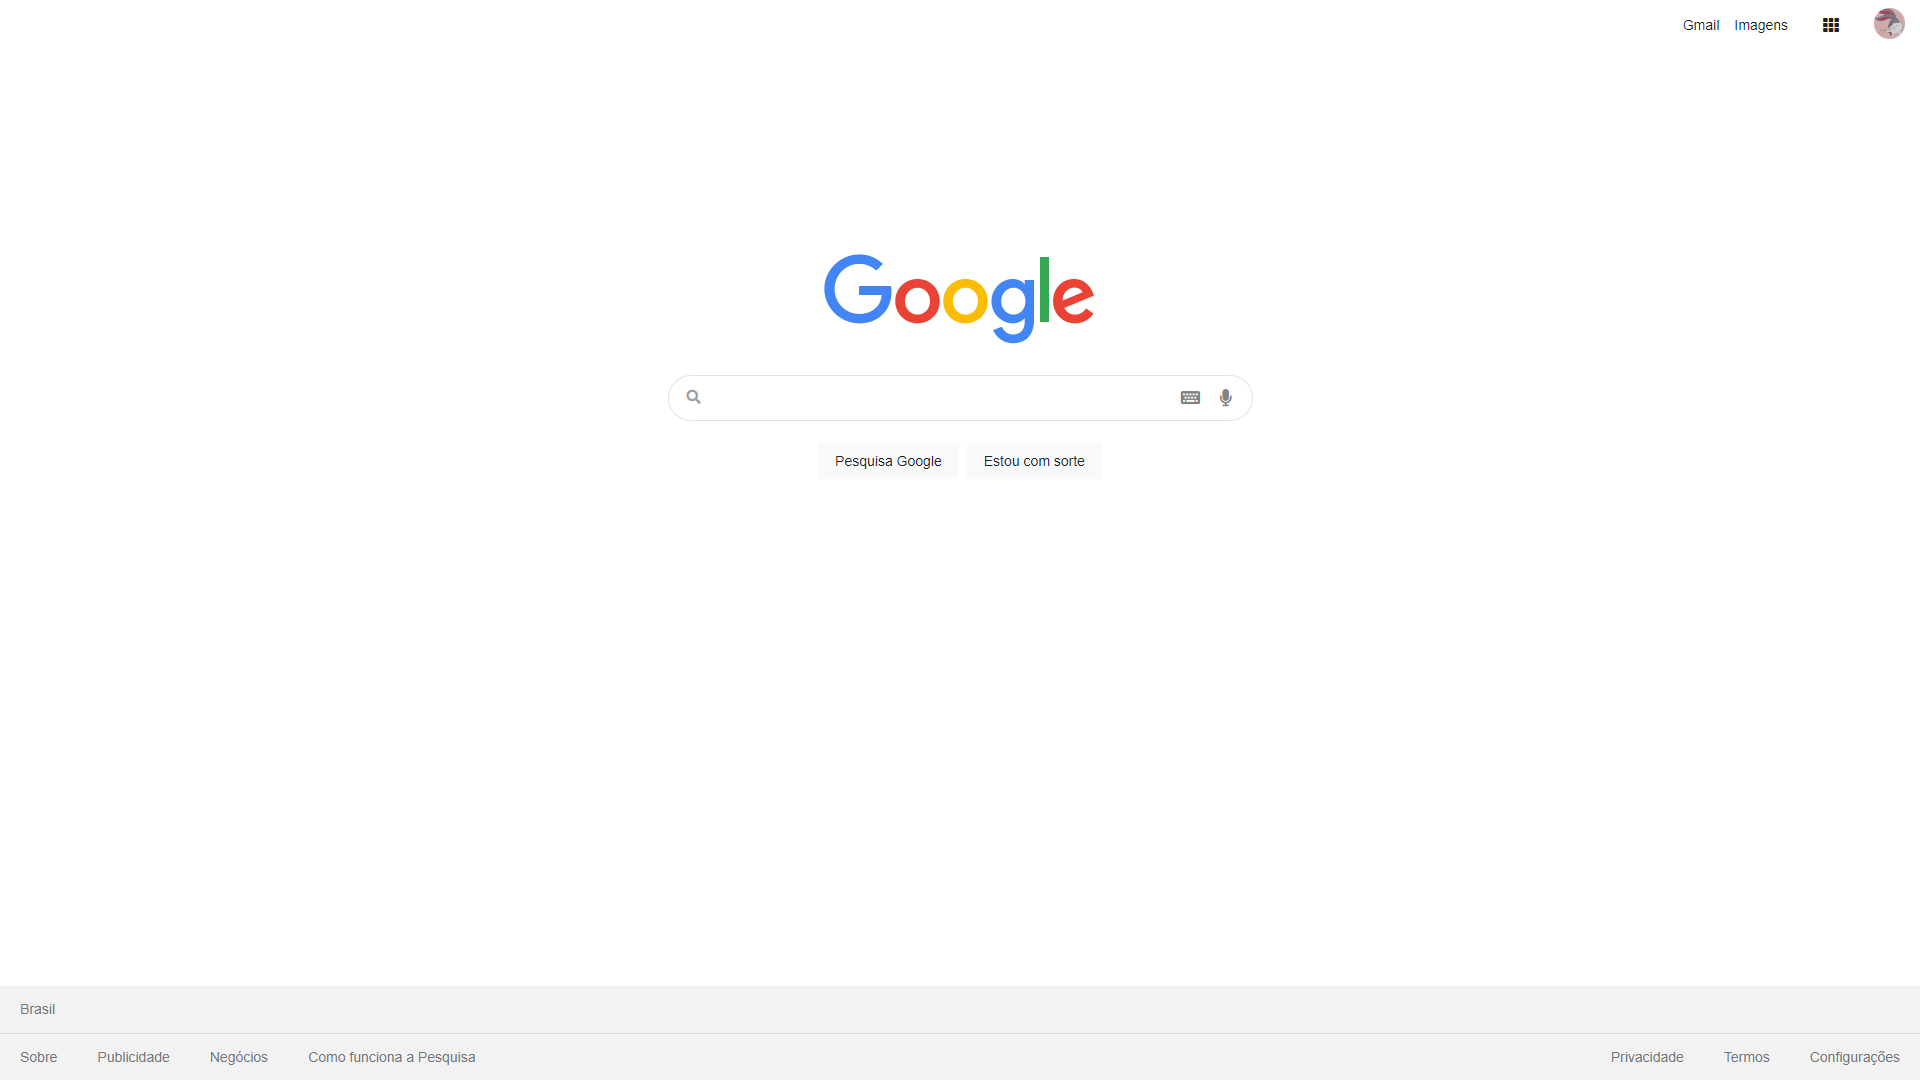 Gmail Imagens
Google
Pesquisa Google Estou com sorte
Brasil
Sobre Publicidade Negócios Como funciona a Pesquisa Privacidade Termos Configurações